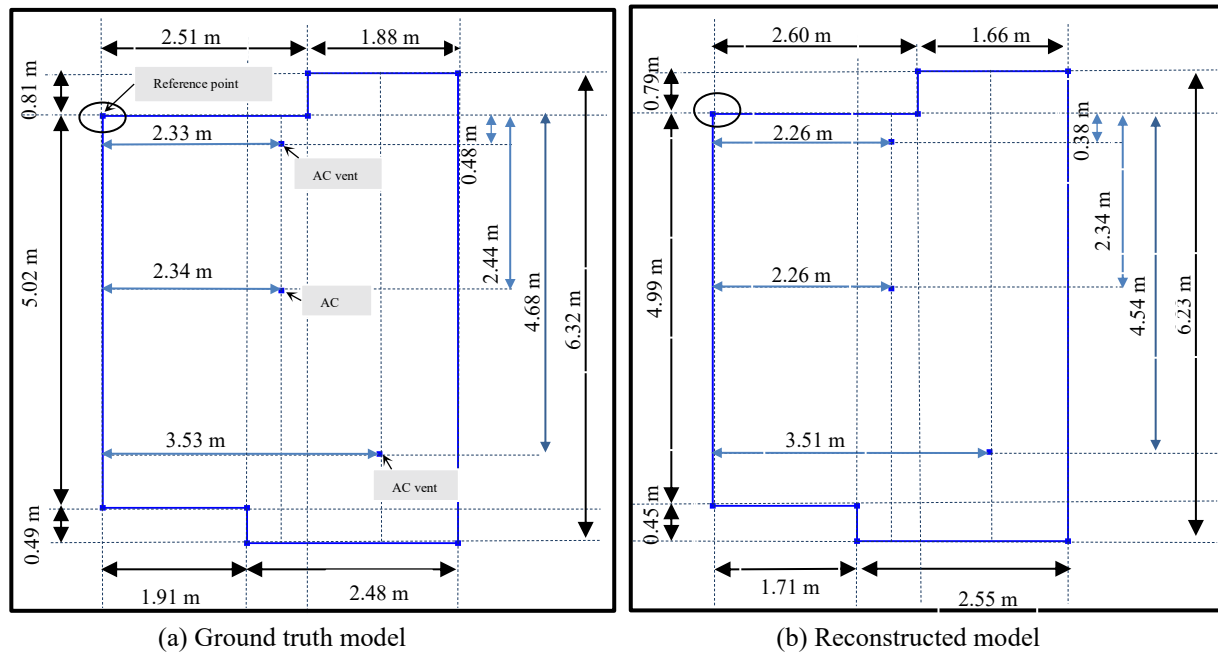 2.51 m
1.88 m
0.81 m
Reference point
2.33 m
0.48 m
AC vent
5.02 m
2.44 m
2.34 m
AC
4.68 m
6.32 m
3.53 m
AC vent
0.49 m
1.91 m
2.48 m
(a) Ground truth model
2.60 m
1.66 m
0.79m
2.26 m
0.38 m
4.99 m
2.34 m
2.26 m
4.54 m
6.23 m
3.51 m
0.45 m
1.71 m
2.55 m
(b) Reconstructed model